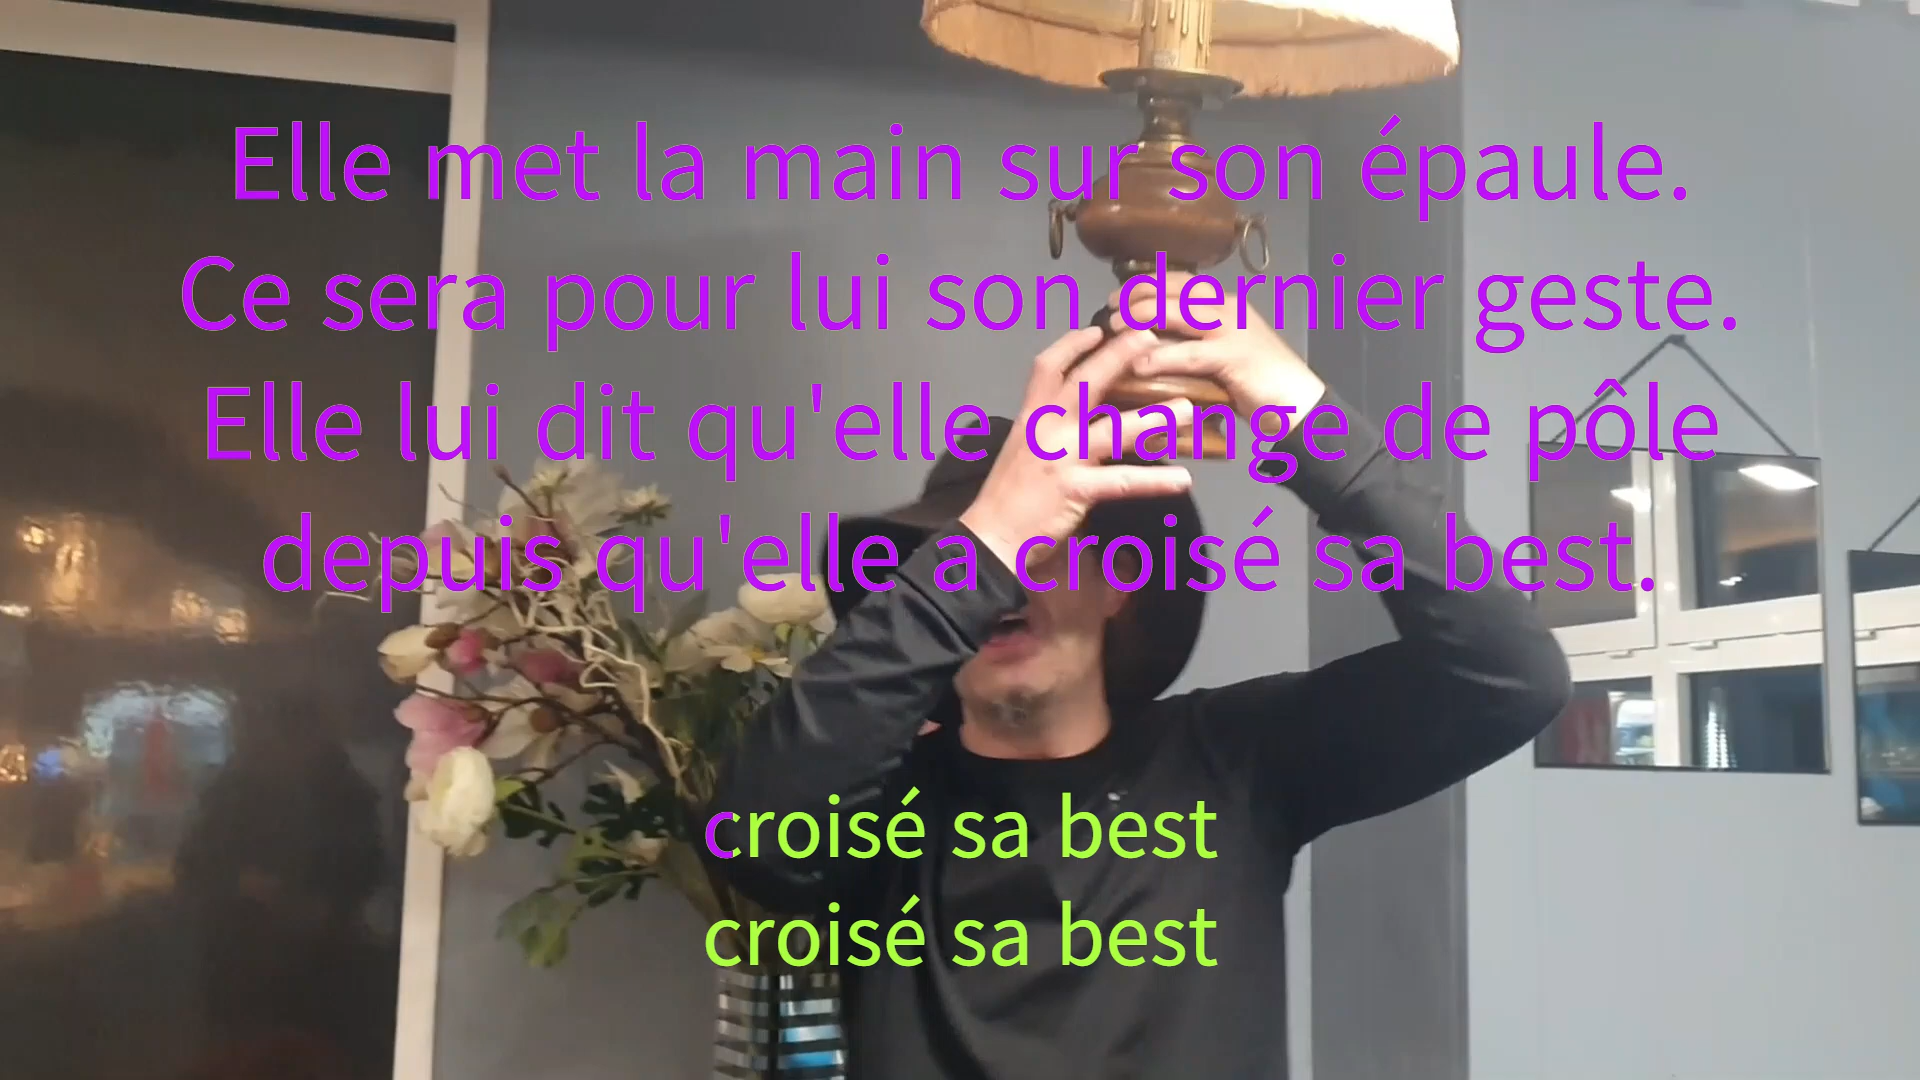 Elle met la main sur son épaule.
Ce sera pour lui son dernier geste.
Elle lui dit qu'elle change de pôle
depuis qu'elle a croisé sa best.
croisé sa best
croisé sa best